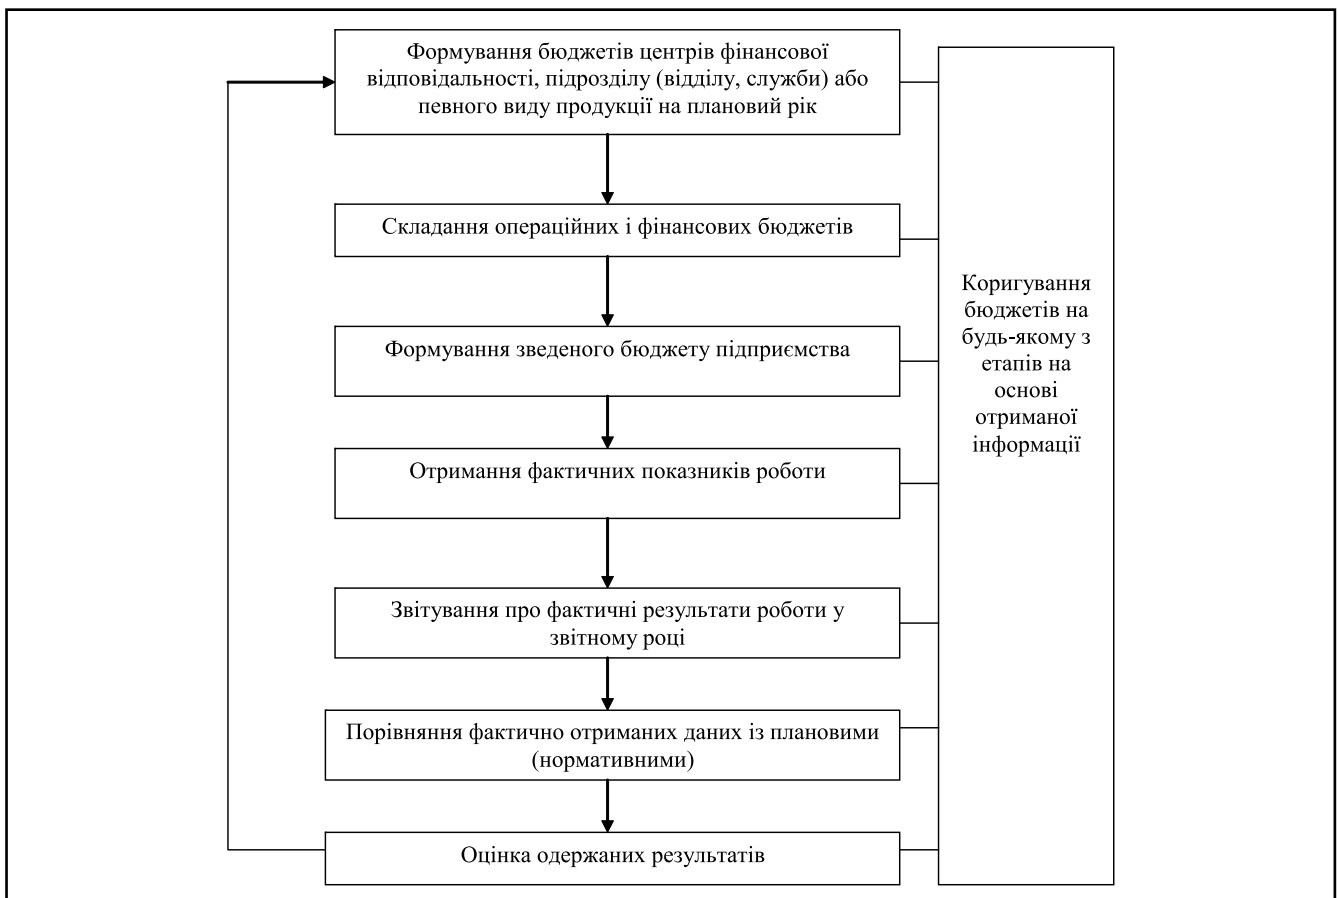 Формування бюджетів центрів фінансової
відповідальності, підрозділу (відділу, служби) або
певного виду продукції на плановий рік
Складання операційних і фінансових бюджетів
Формування зведеного бюджету підприємства
Отримання фактичних показників роботи
Звітування про фактичні результати роботи у
звітному році
Порівняння фактично отриманих даних із плановими
(нормативними)
Оцінка одержаних результатів
Коригування
бюджетів на
будь-якому з
етапів на
основі
отриманої
інформації